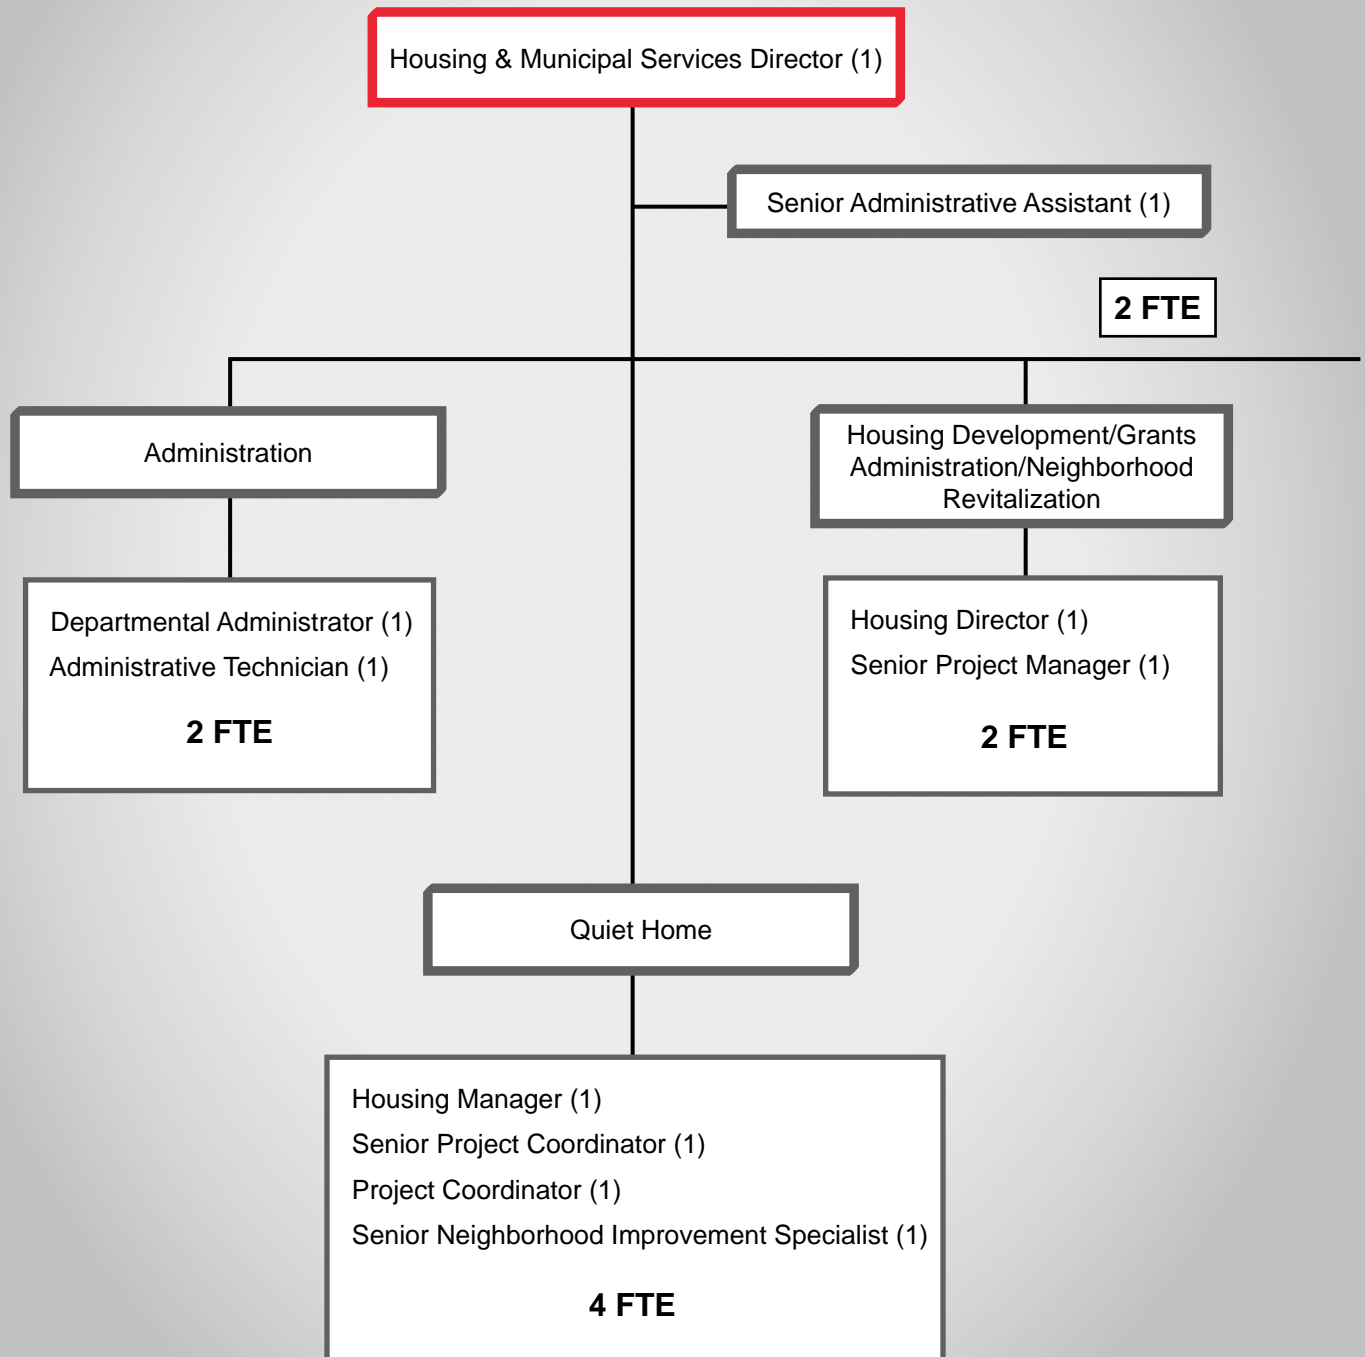 Housing & Municipal Services Director (1)
Senior Administrative Assistant (1)
2 FTE
Administration
Housing Development/Grants
Administration/Neighborhood
Revitalization
Departmental Administrator (1)
Administrative Technician (1)
2 FTE
Housing Director (1)
Senior Project Manager (1)
2 FTE
Quiet Home
Housing Manager (1)
Senior Project Coordinator (1)
Project Coordinator (1)
Senior Neighborhood Improvement Specialist (1)
4 FTE